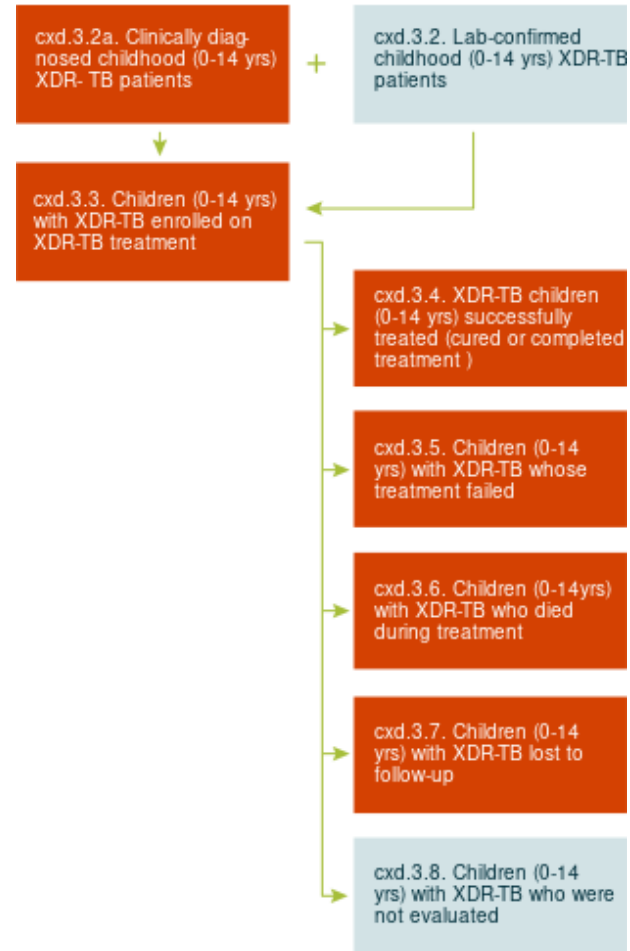 cxd.3.2a. Clinically diag-
nosed childhood (0-14 yrs)
XDR- TB patients
+
cxd.3.2. Lab-confirmed
childhood (0-14 yrs) XDR-TB
patients
cxd.3.3. Children (0-14 yrs)
with XDR-TB enrolled on
XDR-TB treatment
cxd.3.4. XDR-TB children
(0-14 yrs) successfully
treated (cured or completed
treatment )
cxd.3.5. Children (0-14
yrs) with XDR-TB whose
treatment failed
cxd.3.6. Children (0-14yrs)
with XDR-TB who died
during treatment
cxd.3.7. Children (0-14
yrs) with XDR-TB lost to
follow-up
cxd.3.8. Children (0-14
yrs) with XDR-TB who were
not evaluated